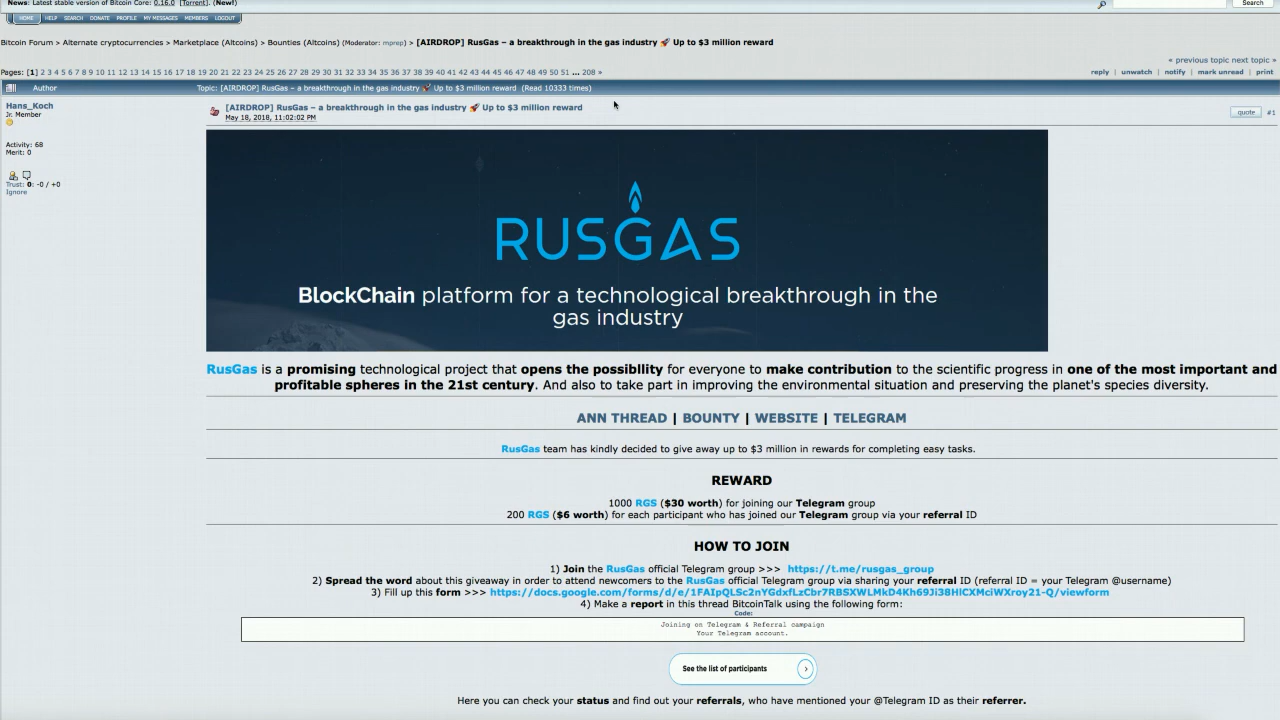 News: Latest stable version of Bitcoin Core: 0.16.0 [Torrent]. (New!)
Search
HOME HELP SEARCH DONATE PROFILE MY MESSAGES MEMBERS LOGOUT
Bitcoin Forum > Alternate cryptocurrencies > Marketplace (Altcoins) > Bounties (Altcoins) (Moderator: mprep) > [AIRDROP] RusGas – a breakthrough in the gas industry 🚀 Up to $3 million reward
« previous topic next topic »
Pages: [1] 2 3 4 5 6 7 8 9 10 11 12 13 14 15 16 17 18 19 20 21 22 23 24 25 26 27 28 29 30 31 32 33 34 35 36 37 38 39 40 41 42 43 44 45 46 47 48 49 50 51 ... 208 »
reply | unwatch | notify | mark unread | print
Author
Topic: [AIRDROP] RusGas – a breakthrough in the gas industry 🚀 Up to $3 million reward (Read 10333 times)
Hans_Koch
Jr. Member
Activity: 68
Merit: 0
Trust: 0: -0 / +0
Ignore
[AIRDROP] RusGas – a breakthrough in the gas industry 🚀 Up to $3 million reward
May 18, 2018, 11:02:02 PM
quote #1
RUSGAS
BlockChain platform for a technological breakthrough in the
gas industry
RusGas is a promising technological project that opens the possibility for everyone to make contribution to the scientific progress in one of the most important and
profitable spheres in the 21st century. And also to take part in improving the environmental situation and preserving the planet's species diversity.
ANN THREAD | BOUNTY | WEBSITE | TELEGRAM
RusGas team has kindly decided to give away up to $3 million in rewards for completing easy tasks.
REWARD
1000 RGS ($30 worth) for joining our Telegram group
200 RGS ($6 worth) for each participant who has joined our Telegram group via your referral ID
HOW TO JOIN
1) Join the RusGas official Telegram group >>> https://t.me/rusgas_group
2) Spread the word about this giveaway in order to attend newcomers to the RusGas official Telegram group via sharing your referral ID (referral ID = your Telegram @username)
3) Fill up this form >>> https://docs.google.com/forms/d/e/1FAIpQLSc2nYGdxfLzCbr7RBSXWLMkD4Kh69Ji38HlCXMciWXroy21-Q/viewform
4) Make a report in this thread BitcoinTalk using the following form:
Code:
Joining on Telegram & Referral campaign
Your Telegram account.
See the list of participants
Here you can check your status and find out your referrals, who have mentioned your @Telegram ID as their referrer.